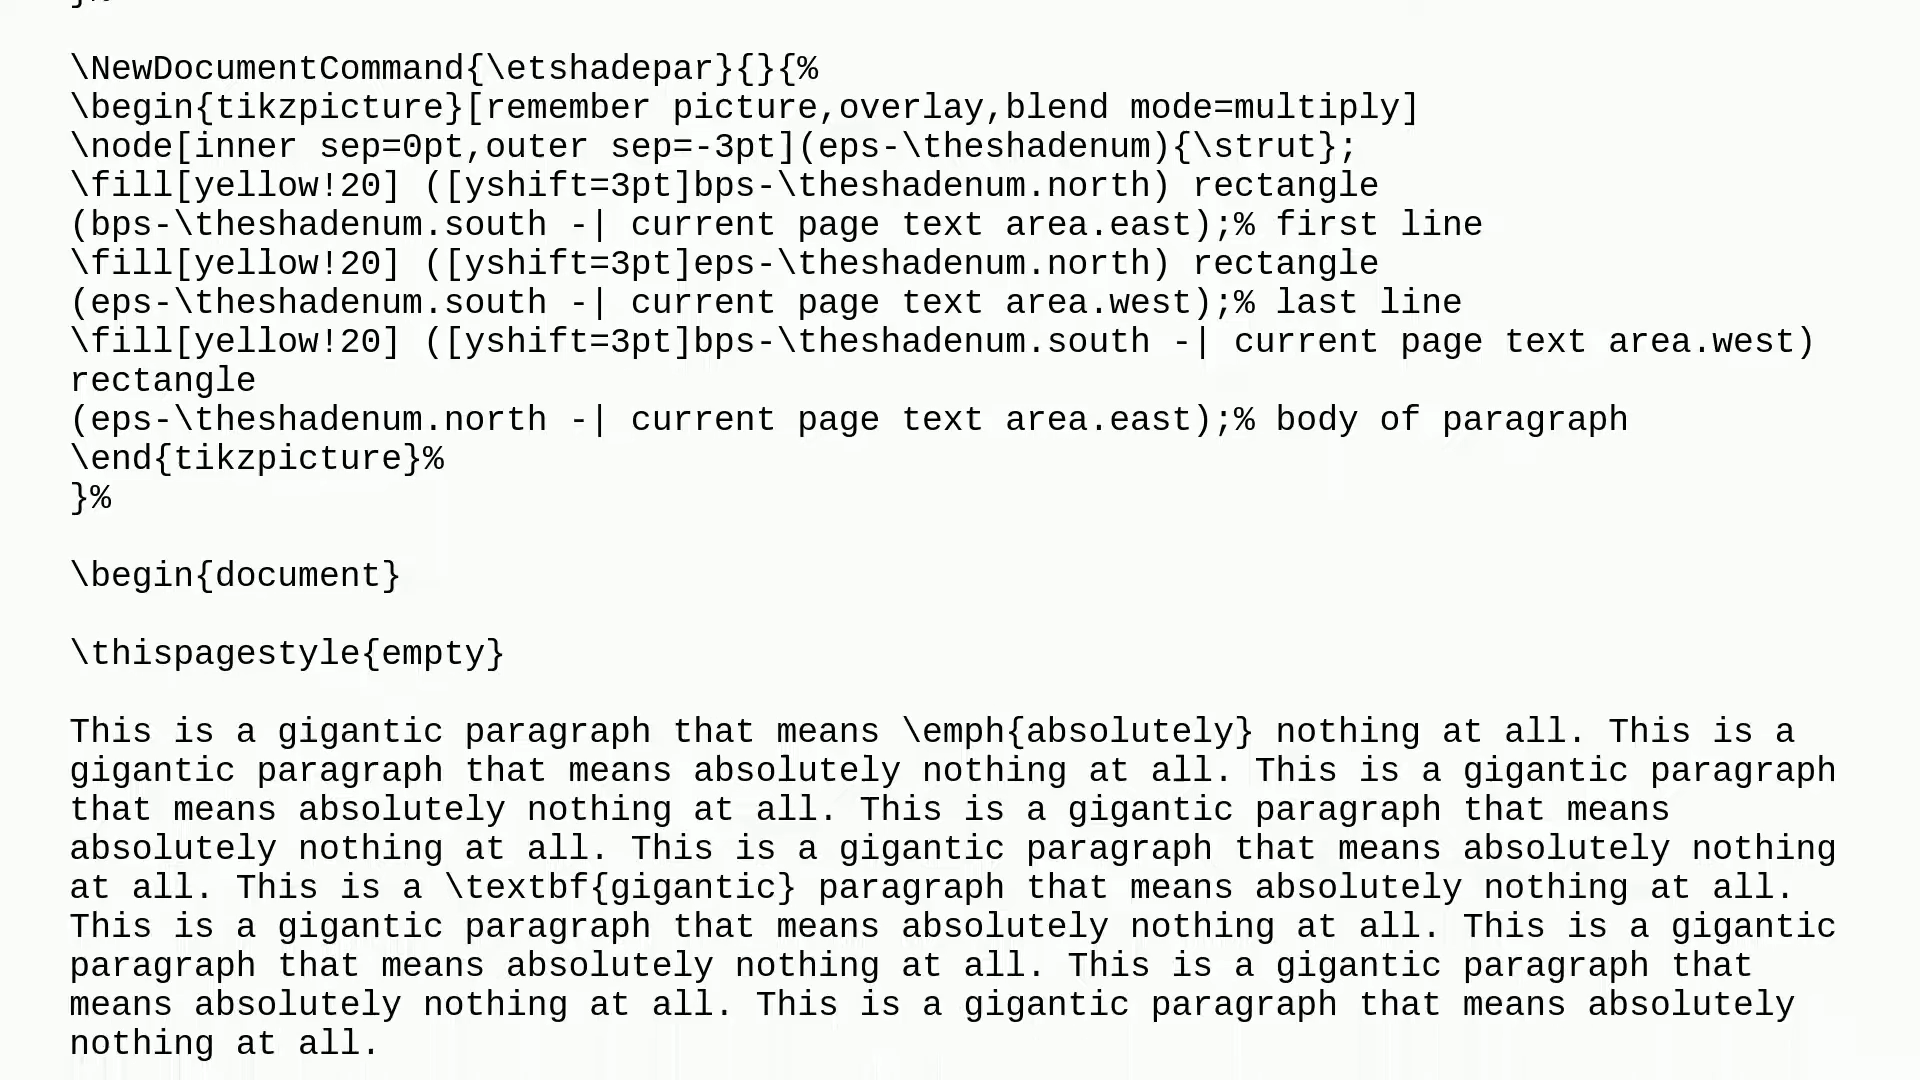 }%
\NewDocumentCommand{\etshadepar}{}{%
\begin{tikzpicture}[remember picture,overlay,blend mode=multiply]
\node[inner sep=0pt,outer sep=-3pt](eps-\theshadenum){\strut};
\fill[yellow!20] ([yshift=3pt]bps-\theshadenum.north) rectangle
(bps-\theshadenum.south -| current page text area.east);% first line
\fill[yellow!20] ([yshift=3pt]eps-\theshadenum.north) rectangle
(eps-\theshadenum.south -| current page text area.west);% last line
\fill[yellow!20] ([yshift=3pt]bps-\theshadenum.south -| current page text area.west)
rectangle
(eps-\theshadenum.north -| current page text area.east);% body of paragraph
\end{tikzpicture}%
}%
\begin{document}
\thispagestyle{empty}
This is a gigantic paragraph that means \emph{absolutely} nothing at all. This is a
gigantic paragraph that means absolutely nothing at all. This is a gigantic paragraph
that means absolutely nothing at all. This is a gigantic paragraph that means
absolutely nothing at all. This is a gigantic paragraph that means absolutely nothing
at all. This is a \textbf{gigantic} paragraph that means absolutely nothing at all.
This is a gigantic paragraph that means absolutely nothing at all. This is a gigantic
paragraph that means absolutely nothing at all. This is a gigantic paragraph that
means absolutely nothing at all. This is a gigantic paragraph that means absolutely
nothing at all.